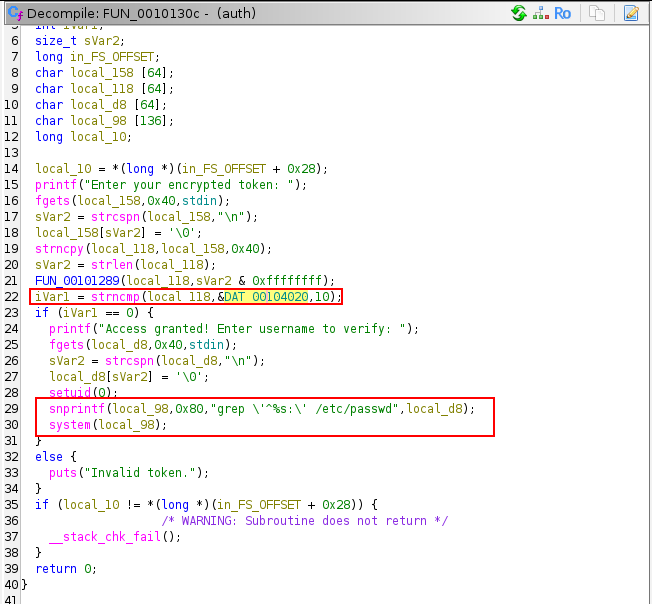 Decompile: FUN_0010130c - (auth)
Ro
5 int iVar1;
6 size_t sVar2;
7 long in_FS_OFFSET;
8 char local_158 [64];
9 char local_118 [64];
10 char local_d8 [64];
11 char local_98 [136];
12 long local_10;
13
14 local_10 = *(long *)(in_FS_OFFSET + 0x28);
15 printf("Enter your encrypted token: ");
16 fgets(local_158,0x40,stdin);
17 sVar2 = strcspn(local_158,"\n");
18 local_158[sVar2] = '\0';
19 strncpy(local_118,local_158,0x40);
20 sVar2 = strlen(local_118);
21 FUN_00101289(local_118,sVar2 & 0xffffffff);
22 iVar1 = strncmp(local_118,&DAT_00104020,10);
23 if (iVar1 == 0) {
24 printf("Access granted! Enter username to verify: ");
25 fgets(local_d8,0x40,stdin);
26 sVar2 = strcspn(local_d8,"\n");
27 local_d8[sVar2] = '\0';
28 setuid(0);
29 snprintf(local_98,0x80,"grep \'^%s:\' /etc/passwd",local_d8);
30 system(local_98);
31 }
32 else {
33 puts("Invalid token.");
34 }
35 if (local_10 != *(long *)(in_FS_OFFSET + 0x28)) {
36 /* WARNING: Subroutine does not return */
37 __stack_chk_fail();
38 }
39 return 0;
40 }
41